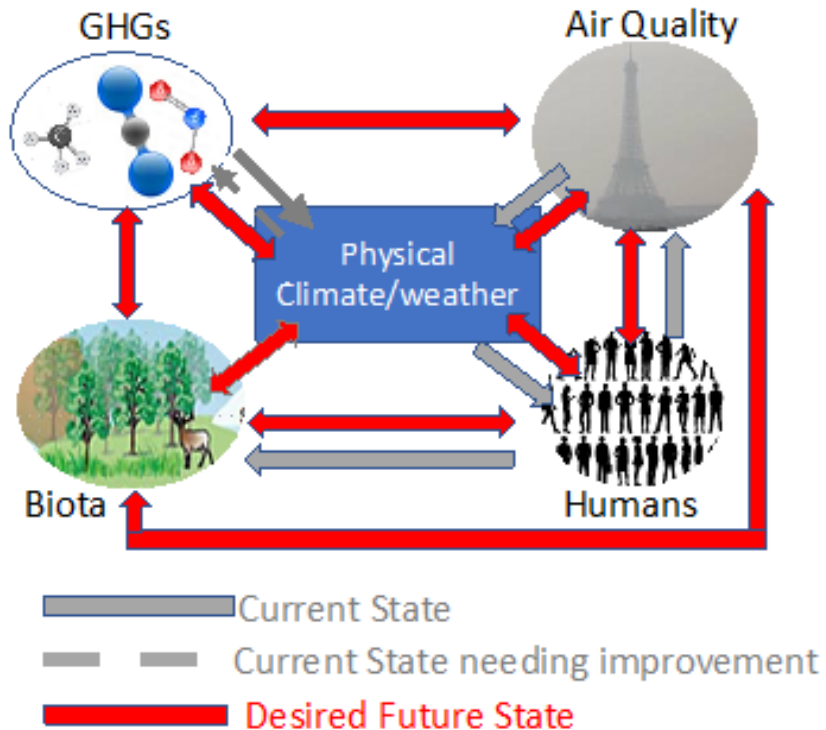 GHGs
Air Quality
Physical
Climate/weather
Biota
Humans
Current State
Current State needing improvement
Desired Future State